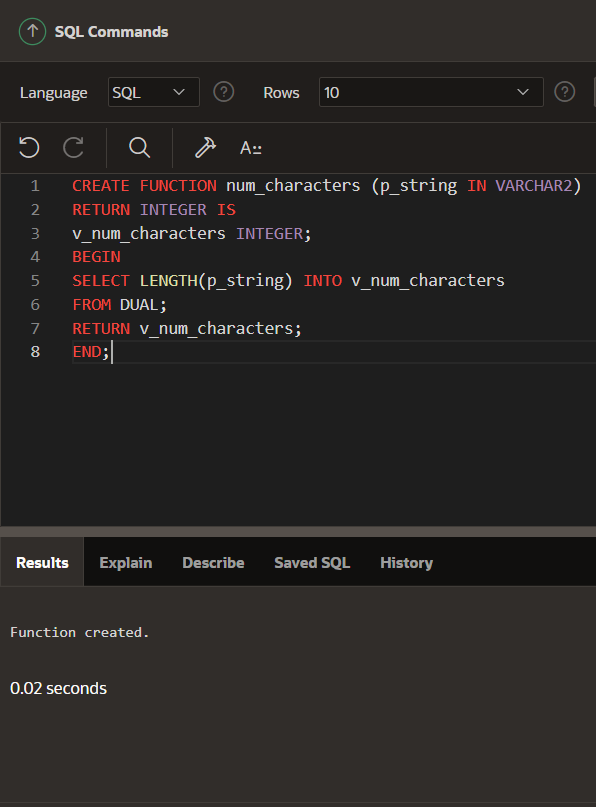 SQL Commands
Language SQL ? Rows 10 ?
A::
1 CREATE FUNCTION num_characters (p_string IN VARCHAR2)
2 RETURN INTEGER IS
3 v_num_characters INTEGER;
4 BEGIN
5 SELECT LENGTH(p_string) INTO v_num_characters
6 FROM DUAL;
7 RETURN v_num_characters;
8 END;
Results Explain Describe Saved SQL History
Function created.
0.02 seconds